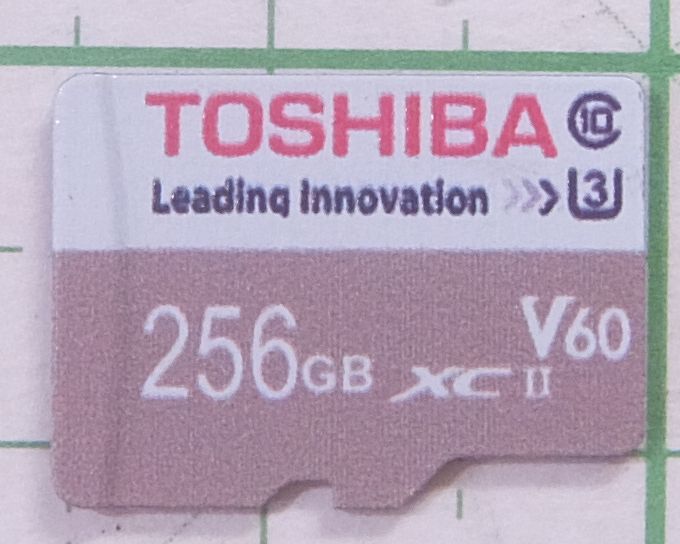 TOSHIBA 10
Leading Innovation >>> 3
V60
256GB XC II